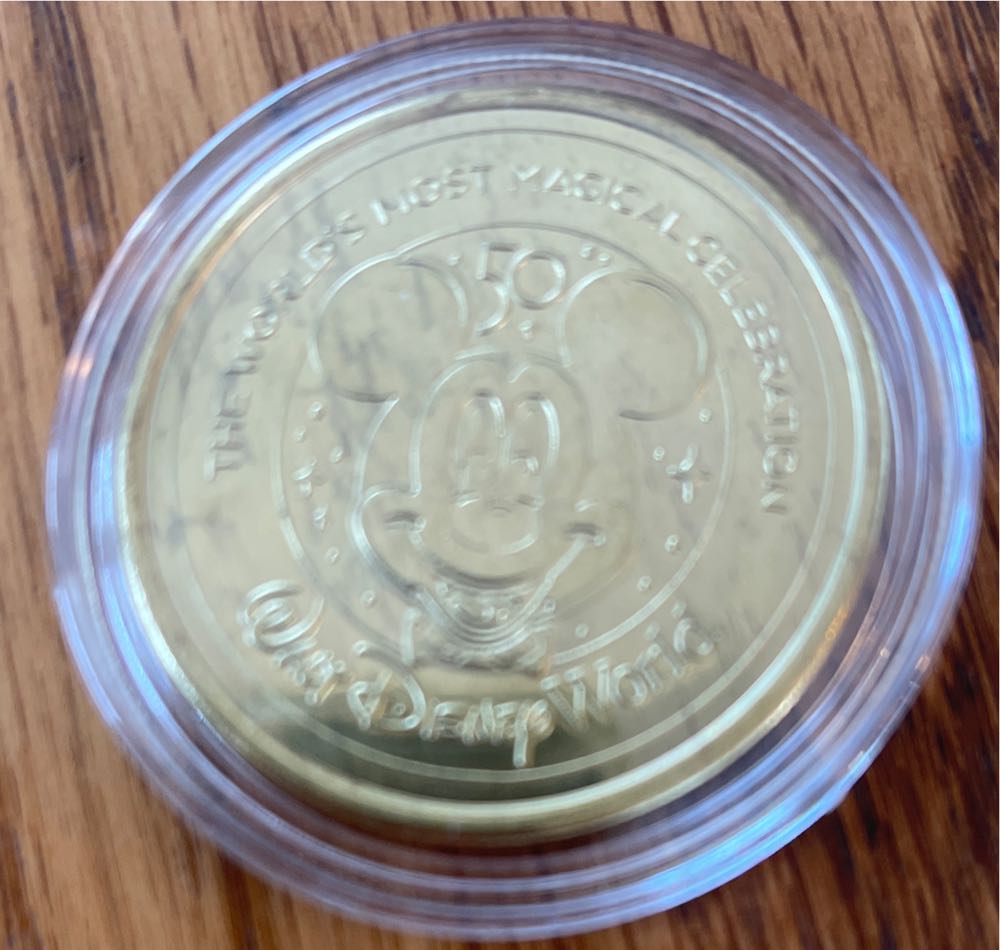 THE WORLD'S MOST MAGICAL CELEBRATION
50
Walt Disney World